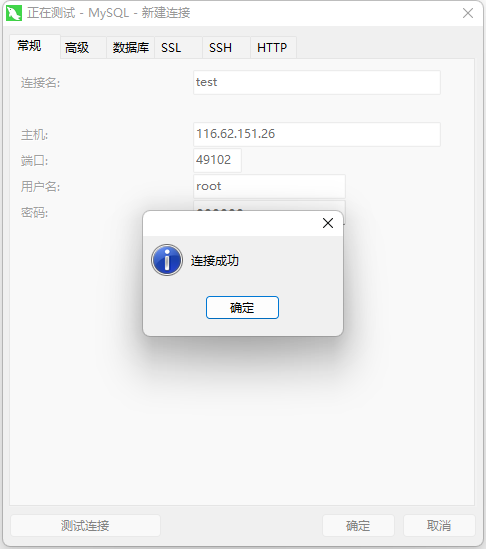 正在测试 - MySQL - 新建连接
常规 高级 数据库 SSL SSH HTTP
连接名: test
主机: 116.62.151.26
端口: 49102
用户名: root
密码:
连接成功
确定
测试连接 确定 取消